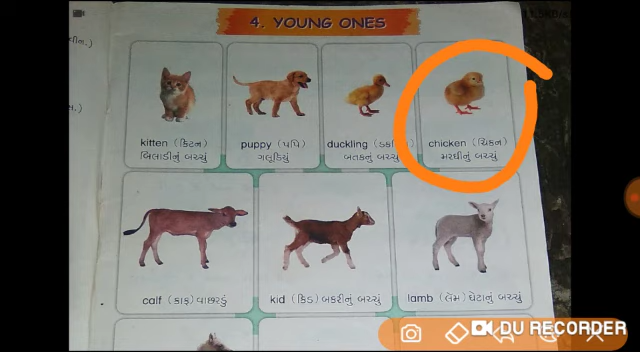 4. YOUNG ONES
kitten (કિટન)
બિલાડીનું બચ્ચું
puppy (પપિ)
ગલૂડિયું
duckling
બતકનું બચ્ચું
chicken (ચિકન)
મરઘીનું બચ્ચું
calf (કાફ) વાછરડું
kid (કિડ) બકરીનું બચ્ચું
lamb (લૅમ) ઘેટાનું બચ્ચું
DU RECORDER